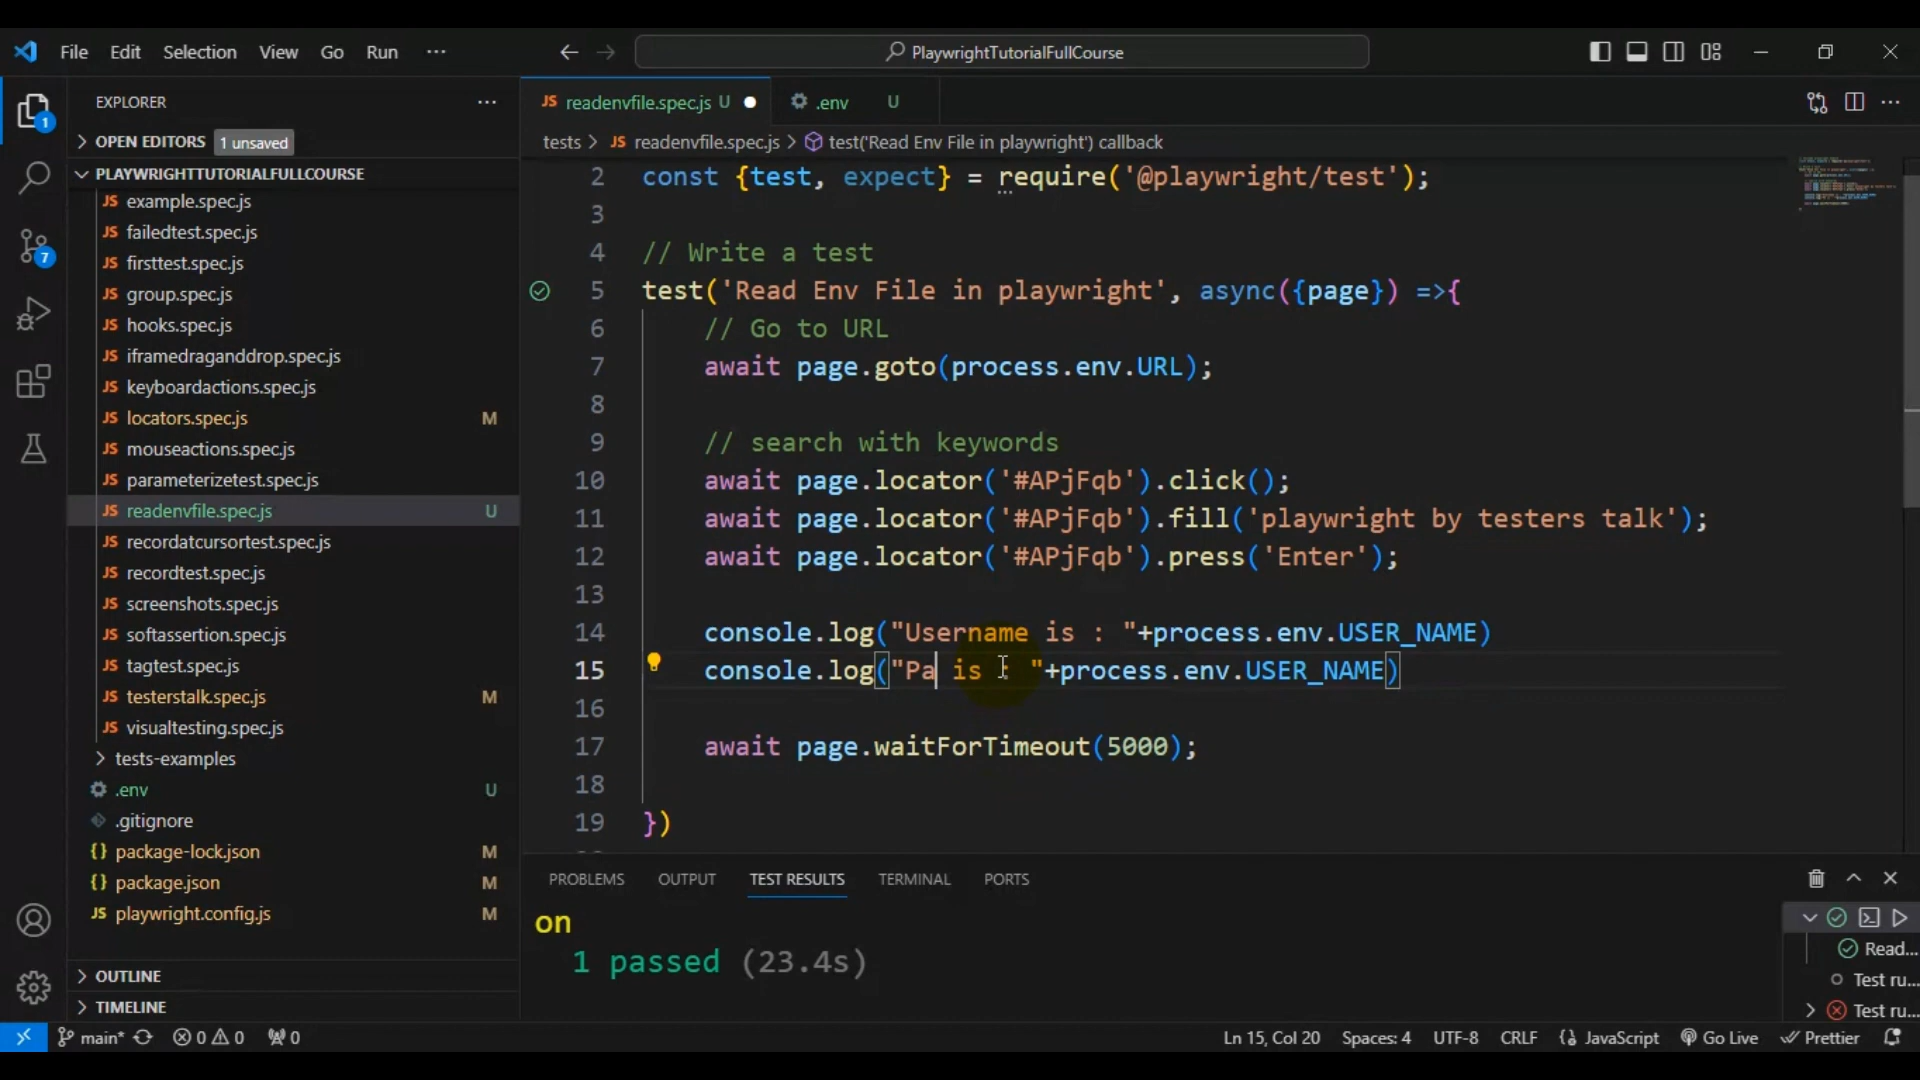 File Edit Selection View Go Run ···
PlaywrightTutorialFullCourse
EXPLORER
OPEN EDITORS 1 unsaved
PLAYWRIGHTTUTORIALFULLCOURSE
JS example.spec.js
JS failedtest.spec.js
JS firsttest.spec.js
JS group.spec.js
JS hooks.spec.js
JS iframedraganddrop.spec.js
JS keyboardactions.spec.js
JS locators.spec.js M
JS mouseactions.spec.js
JS parameterizetest.spec.js
JS readenvfile.spec.js U
JS recordatcursortest.spec.js
JS recordtest.spec.js
JS screenshots.spec.js
JS softassertion.spec.js
JS tagtest.spec.js
JS testerstalk.spec.js M
JS visualtesting.spec.js
tests-examples
.env U
.gitignore
{} package-lock.json M
{} package.json M
JS playwright.config.js M
OUTLINE
TIMELINE
1
7
JS readenvfile.spec.js U
.env U
tests > JS readenvfile.spec.js > test('Read Env File in playwright') callback
2 const {test, expect} = require('@playwright/test');
3
4 // Write a test
5 test('Read Env File in playwright', async({page}) =>{
6 // Go to URL
7 await page.goto(process.env.URL);
8
9 // search with keywords
10 await page.locator('#APjFqb').click();
11 await page.locator('#APjFqb').fill('playwright by testers talk');
12 await page.locator('#APjFqb').press('Enter');
13
14 console.log("Username is : "+process.env.USER_NAME)
15 console.log("Pa is : "+process.env.USER_NAME)
16
17 await page.waitForTimeout(5000);
18
19 })
PROBLEMS OUTPUT TEST RESULTS TERMINAL PORTS
on
1 passed (23.4s)
Read...
Test ru...
Test ru...
main* 0 0 0
Ln 15, Col 20 Spaces: 4 UTF-8 CRLF JavaScript Go Live Prettier